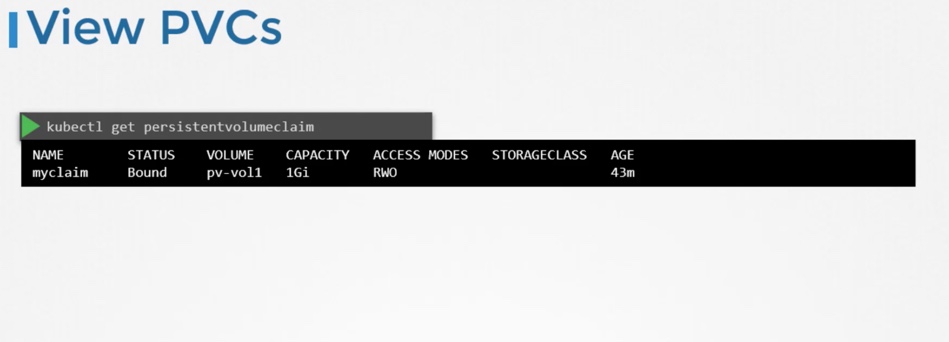 View PVCs
kubectl get persistentvolumeclaim
NAME STATUS VOLUME CAPACITY ACCESS MODES STORAGECLASS AGE
myclaim Bound pv-vol1 1Gi RWO 43m